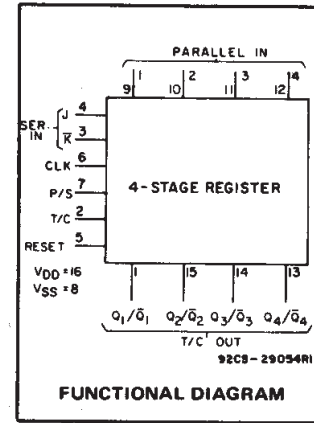 PARALLEL IN
1 2 3 4
9 10 11 12
SER. IN
J 4
K̅ 3
CLK 6
P/S 7
T/C 2
RESET 5
4-STAGE REGISTER
VDD = 16
VSS = 8
1 15 14 13
Q1/Q̅1 Q2/Q̅2 Q3/Q̅3 Q4/Q̅4
T/C OUT
92CS-29054R1
FUNCTIONAL DIAGRAM